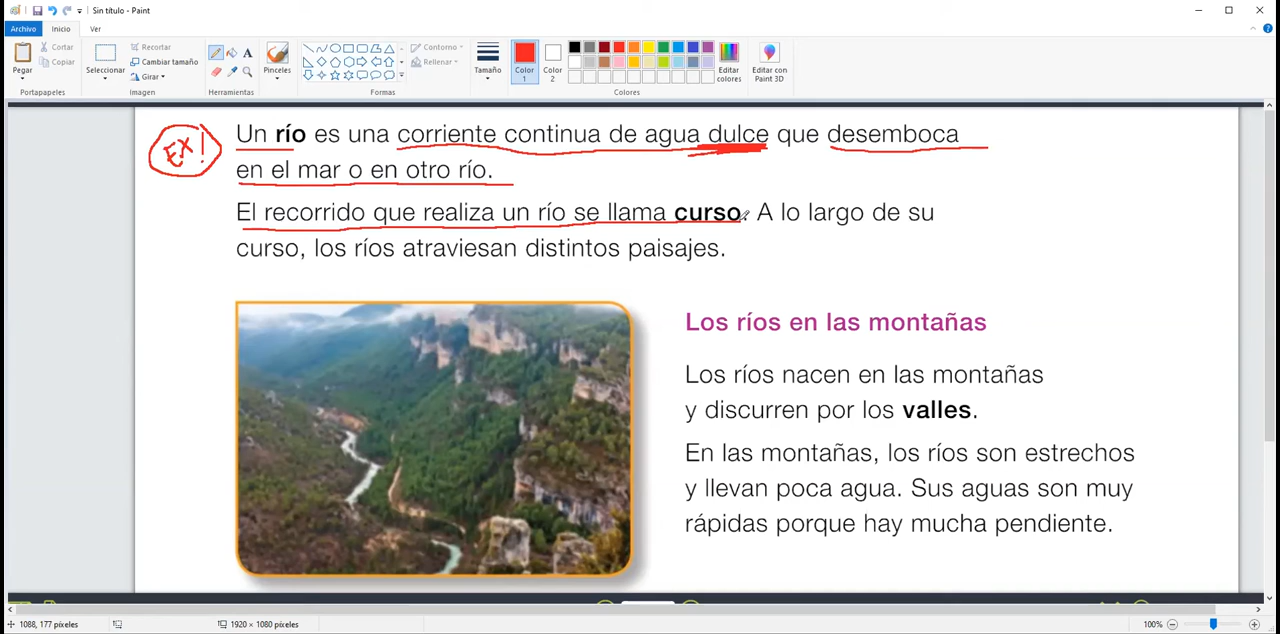 Sin título - Paint
Archivo Inicio Ver
Pegar
Cortar
Copiar
Portapapeles
Seleccionar
Recortar
Cambiar tamaño
Girar
Imagen
A
Herramientas
Pinceles
Contorno
Rellenar
Formas
Tamaño
Color 1
Color 2
Editar colores
Editar con Paint 3D
Colores
EX!
Un río es una corriente continua de agua dulce que desemboca
en el mar o en otro río.
El recorrido que realiza un río se llama curso. A lo largo de su
curso, los ríos atraviesan distintos paisajes.
Los ríos en las montañas
Los ríos nacen en las montañas
y discurren por los valles.
En las montañas, los ríos son estrechos
y llevan poca agua. Sus aguas son muy
rápidas porque hay mucha pendiente.
1088, 177 píxeles 1920 × 1080 píxeles 100%